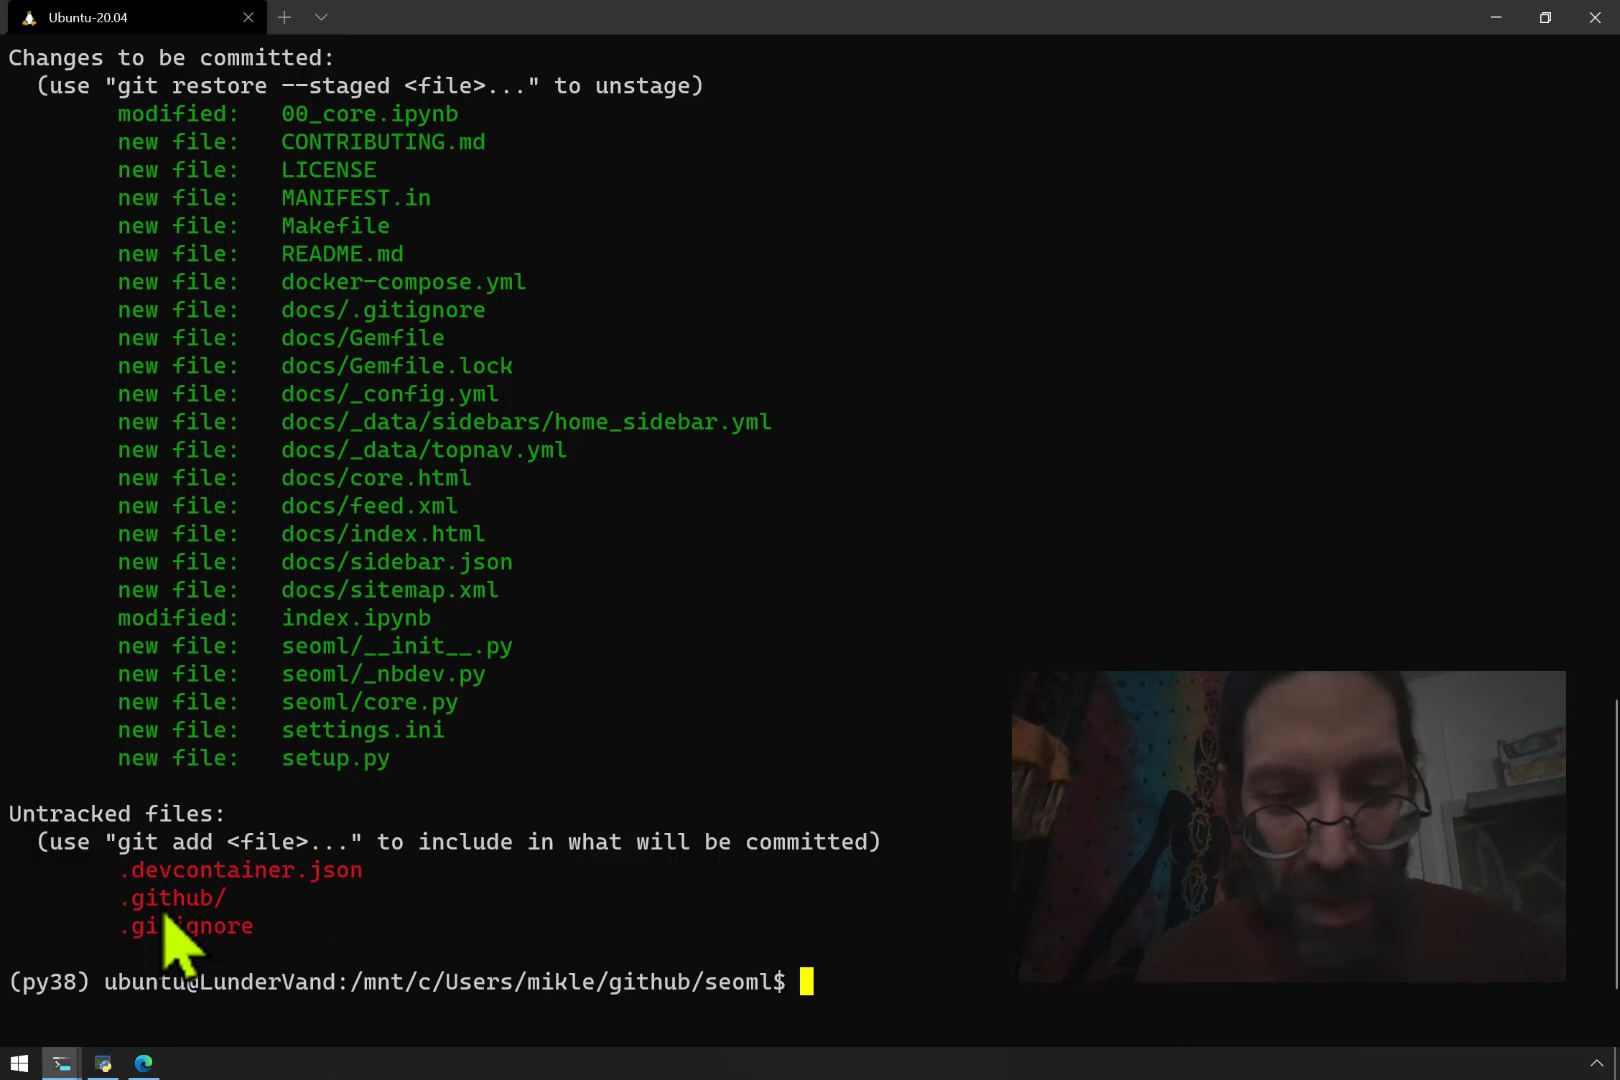 Ubuntu-20.04
Changes to be committed:
(use "git restore --staged <file>..." to unstage)
modified: 00_core.ipynb
new file: CONTRIBUTING.md
new file: LICENSE
new file: MANIFEST.in
new file: Makefile
new file: README.md
new file: docker-compose.yml
new file: docs/.gitignore
new file: docs/Gemfile
new file: docs/Gemfile.lock
new file: docs/_config.yml
new file: docs/_data/sidebars/home_sidebar.yml
new file: docs/_data/topnav.yml
new file: docs/core.html
new file: docs/feed.xml
new file: docs/index.html
new file: docs/sidebar.json
new file: docs/sitemap.xml
modified: index.ipynb
new file: seoml/__init__.py
new file: seoml/_nbdev.py
new file: seoml/core.py
new file: settings.ini
new file: setup.py
Untracked files:
(use "git add <file>..." to include in what will be committed)
.devcontainer.json
.github/
.gitignore
(py38) ubuntu@LunderVand:/mnt/c/Users/mikle/github/seoml$